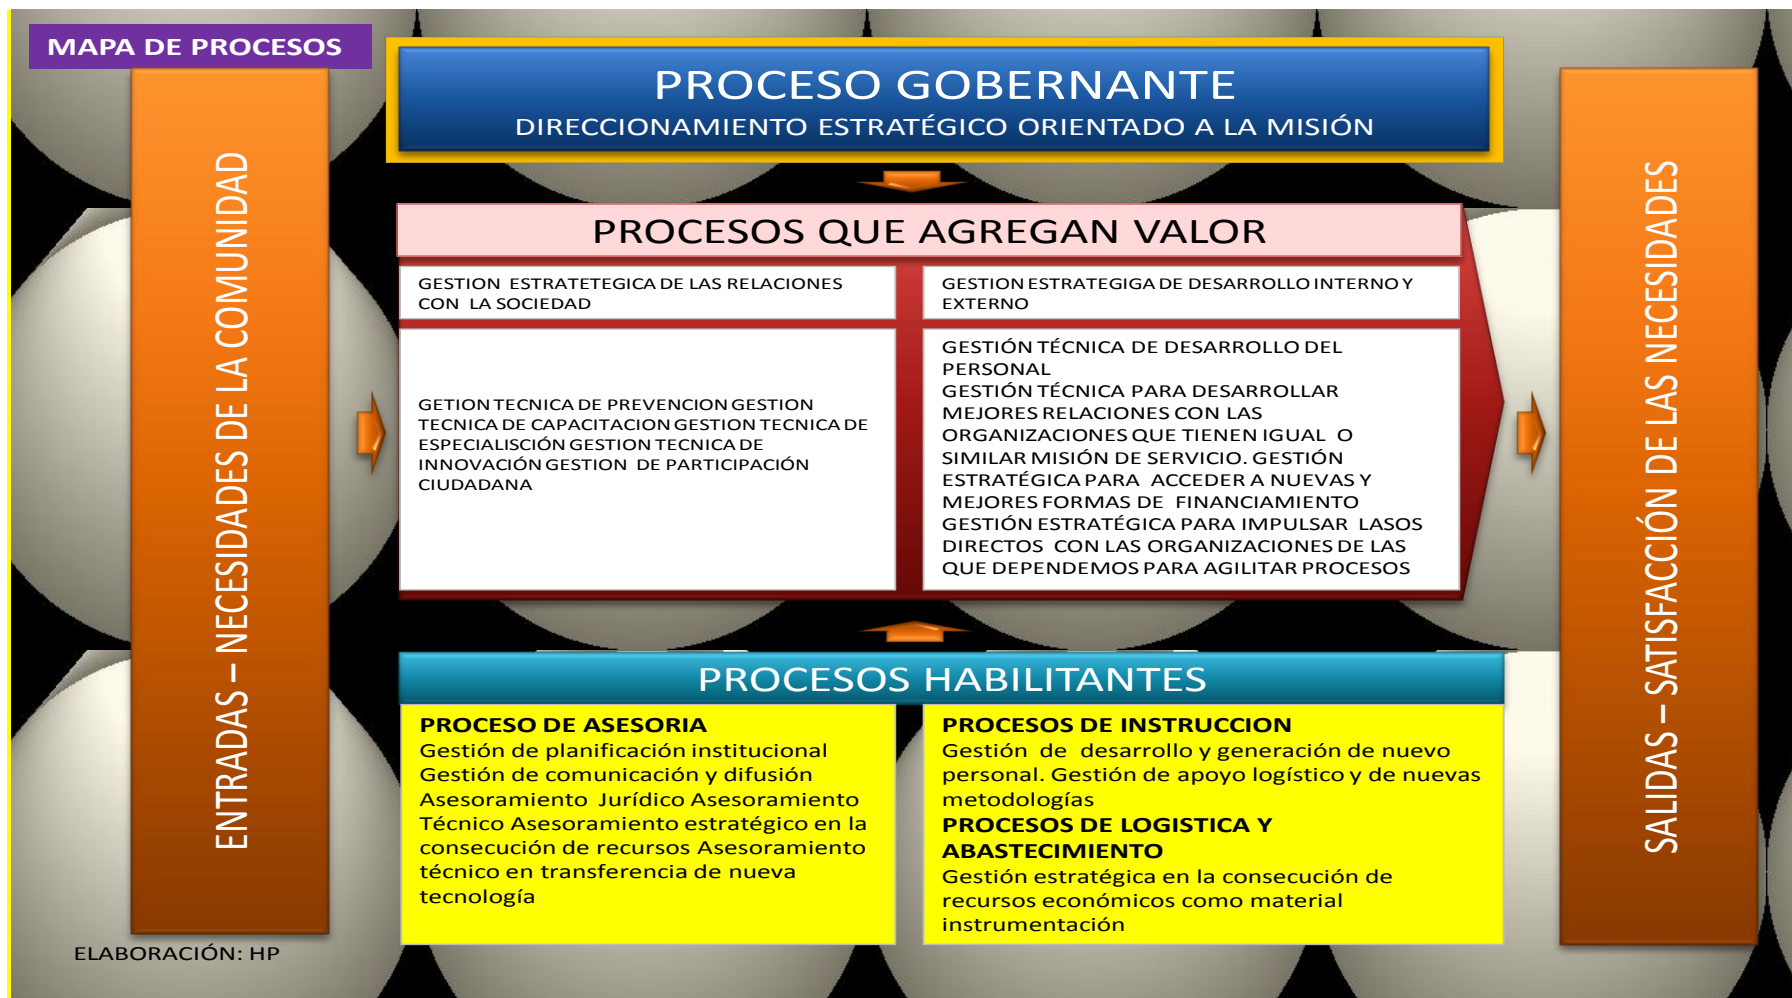 MAPA DE PROCESOS
PROCESO GOBERNANTE
DIRECCIONAMIENTO ESTRATÉGICO ORIENTADO A LA MISIÓN
ENTRADAS – NECESIDADES DE LA COMUNIDAD
PROCESOS QUE AGREGAN VALOR
GESTION ESTRATETEGICA DE LAS RELACIONES
CON LA SOCIEDAD
GESTION ESTRATEGIGA DE DESARROLLO INTERNO Y
EXTERNO
GETION TECNICA DE PREVENCION GESTION
TECNICA DE CAPACITACION GESTION TECNICA DE
ESPECIALISCIÓN GESTION TECNICA DE
INNOVACIÓN GESTION DE PARTICIPACIÓN
CIUDADANA
GESTIÓN TÉCNICA DE DESARROLLO DEL
PERSONAL
GESTIÓN TÉCNICA PARA DESARROLLAR
MEJORES RELACIONES CON LAS
ORGANIZACIONES QUE TIENEN IGUAL O
SIMILAR MISIÓN DE SERVICIO. GESTIÓN
ESTRATÉGICA PARA ACCEDER A NUEVAS Y
MEJORES FORMAS DE FINANCIAMIENTO
GESTIÓN ESTRATÉGICA PARA IMPULSAR LASOS
DIRECTOS CON LAS ORGANIZACIONES DE LAS
QUE DEPENDEMOS PARA AGILITAR PROCESOS
PROCESOS HABILITANTES
PROCESO DE ASESORIA
Gestión de planificación institucional
Gestión de comunicación y difusión
Asesoramiento Jurídico Asesoramiento
Técnico Asesoramiento estratégico en la
consecución de recursos Asesoramiento
técnico en transferencia de nueva
tecnología
PROCESOS DE INSTRUCCION
Gestión de desarrollo y generación de nuevo
personal. Gestión de apoyo logístico y de nuevas
metodologías
PROCESOS DE LOGISTICA Y
ABASTECIMIENTO
Gestión estratégica en la consecución de
recursos económicos como material
instrumentación
SALIDAS – SATISFACCIÓN DE LAS NECESIDADES
ELABORACIÓN: HP